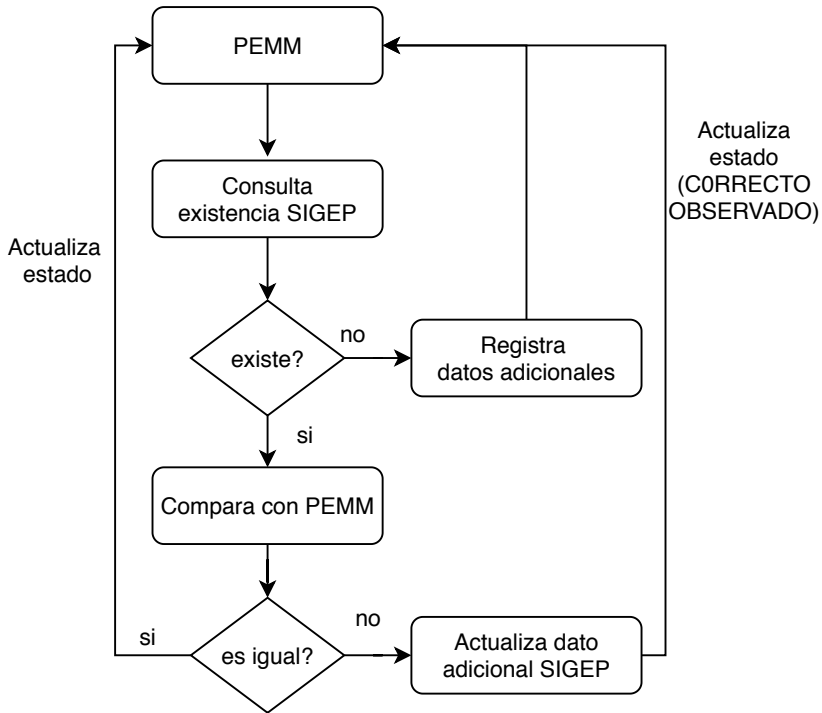 PEMM
Actualiza
estado
(C0RRECTO
OBSERVADO)
Consulta
existencia SIGEP
Actualiza
estado
existe?
no
Registra
datos adicionales
si
Compara con PEMM
si
es igual?
no
Actualiza dato
adicional SIGEP